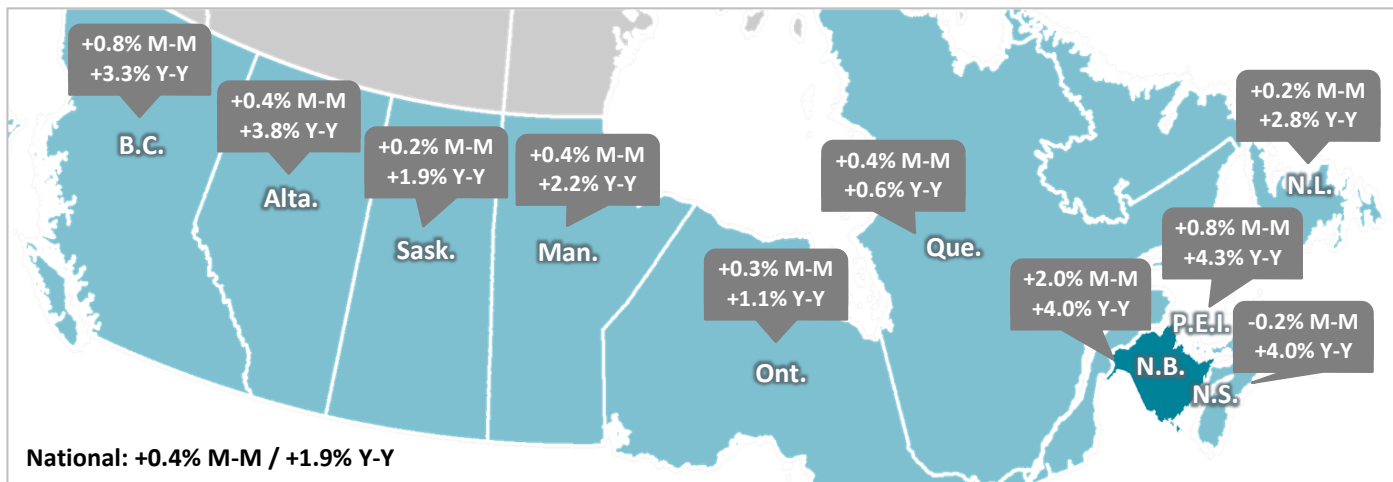 +0.8% M-M
+3.3% Y-Y
B.C.
+0.4% M-M
+3.8% Y-Y
Alta.
+0.2% M-M
+1.9% Y-Y
Sask.
+0.4% M-M
+2.2% Y-Y
Man.
+0.3% M-M
+1.1% Y-Y
Ont.
+0.4% M-M
+0.6% Y-Y
Que.
+0.2% M-M
+2.8% Y-Y
N.L.
+0.8% M-M
+4.3% Y-Y
P.E.I.
+2.0% M-M
+4.0% Y-Y
N.B.
-0.2% M-M
+4.0% Y-Y
N.S.
National: +0.4% M-M / +1.9% Y-Y